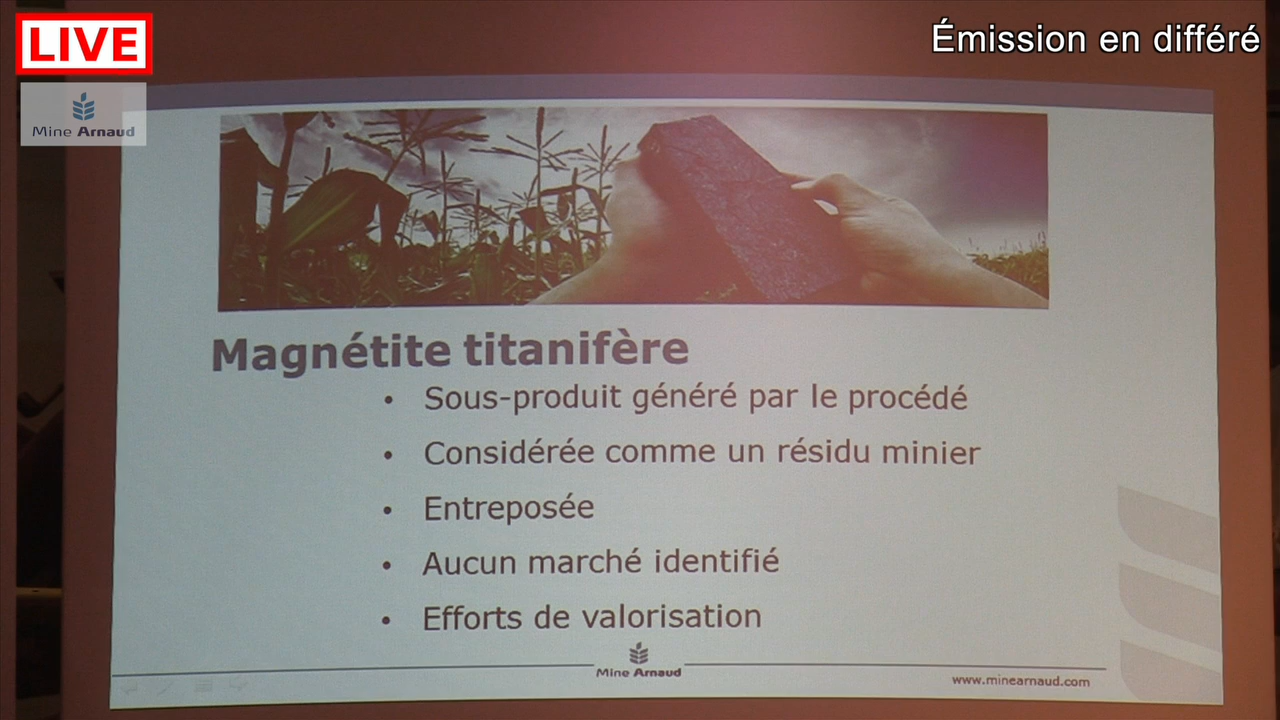 LIVE
Émission en différé
Mine Arnaud
Magnétite titanifère
• Sous-produit généré par le procédé
• Considérée comme un résidu minier
• Entreposée
• Aucun marché identifié
• Efforts de valorisation
Mine Arnaud
www.minearnaud.com